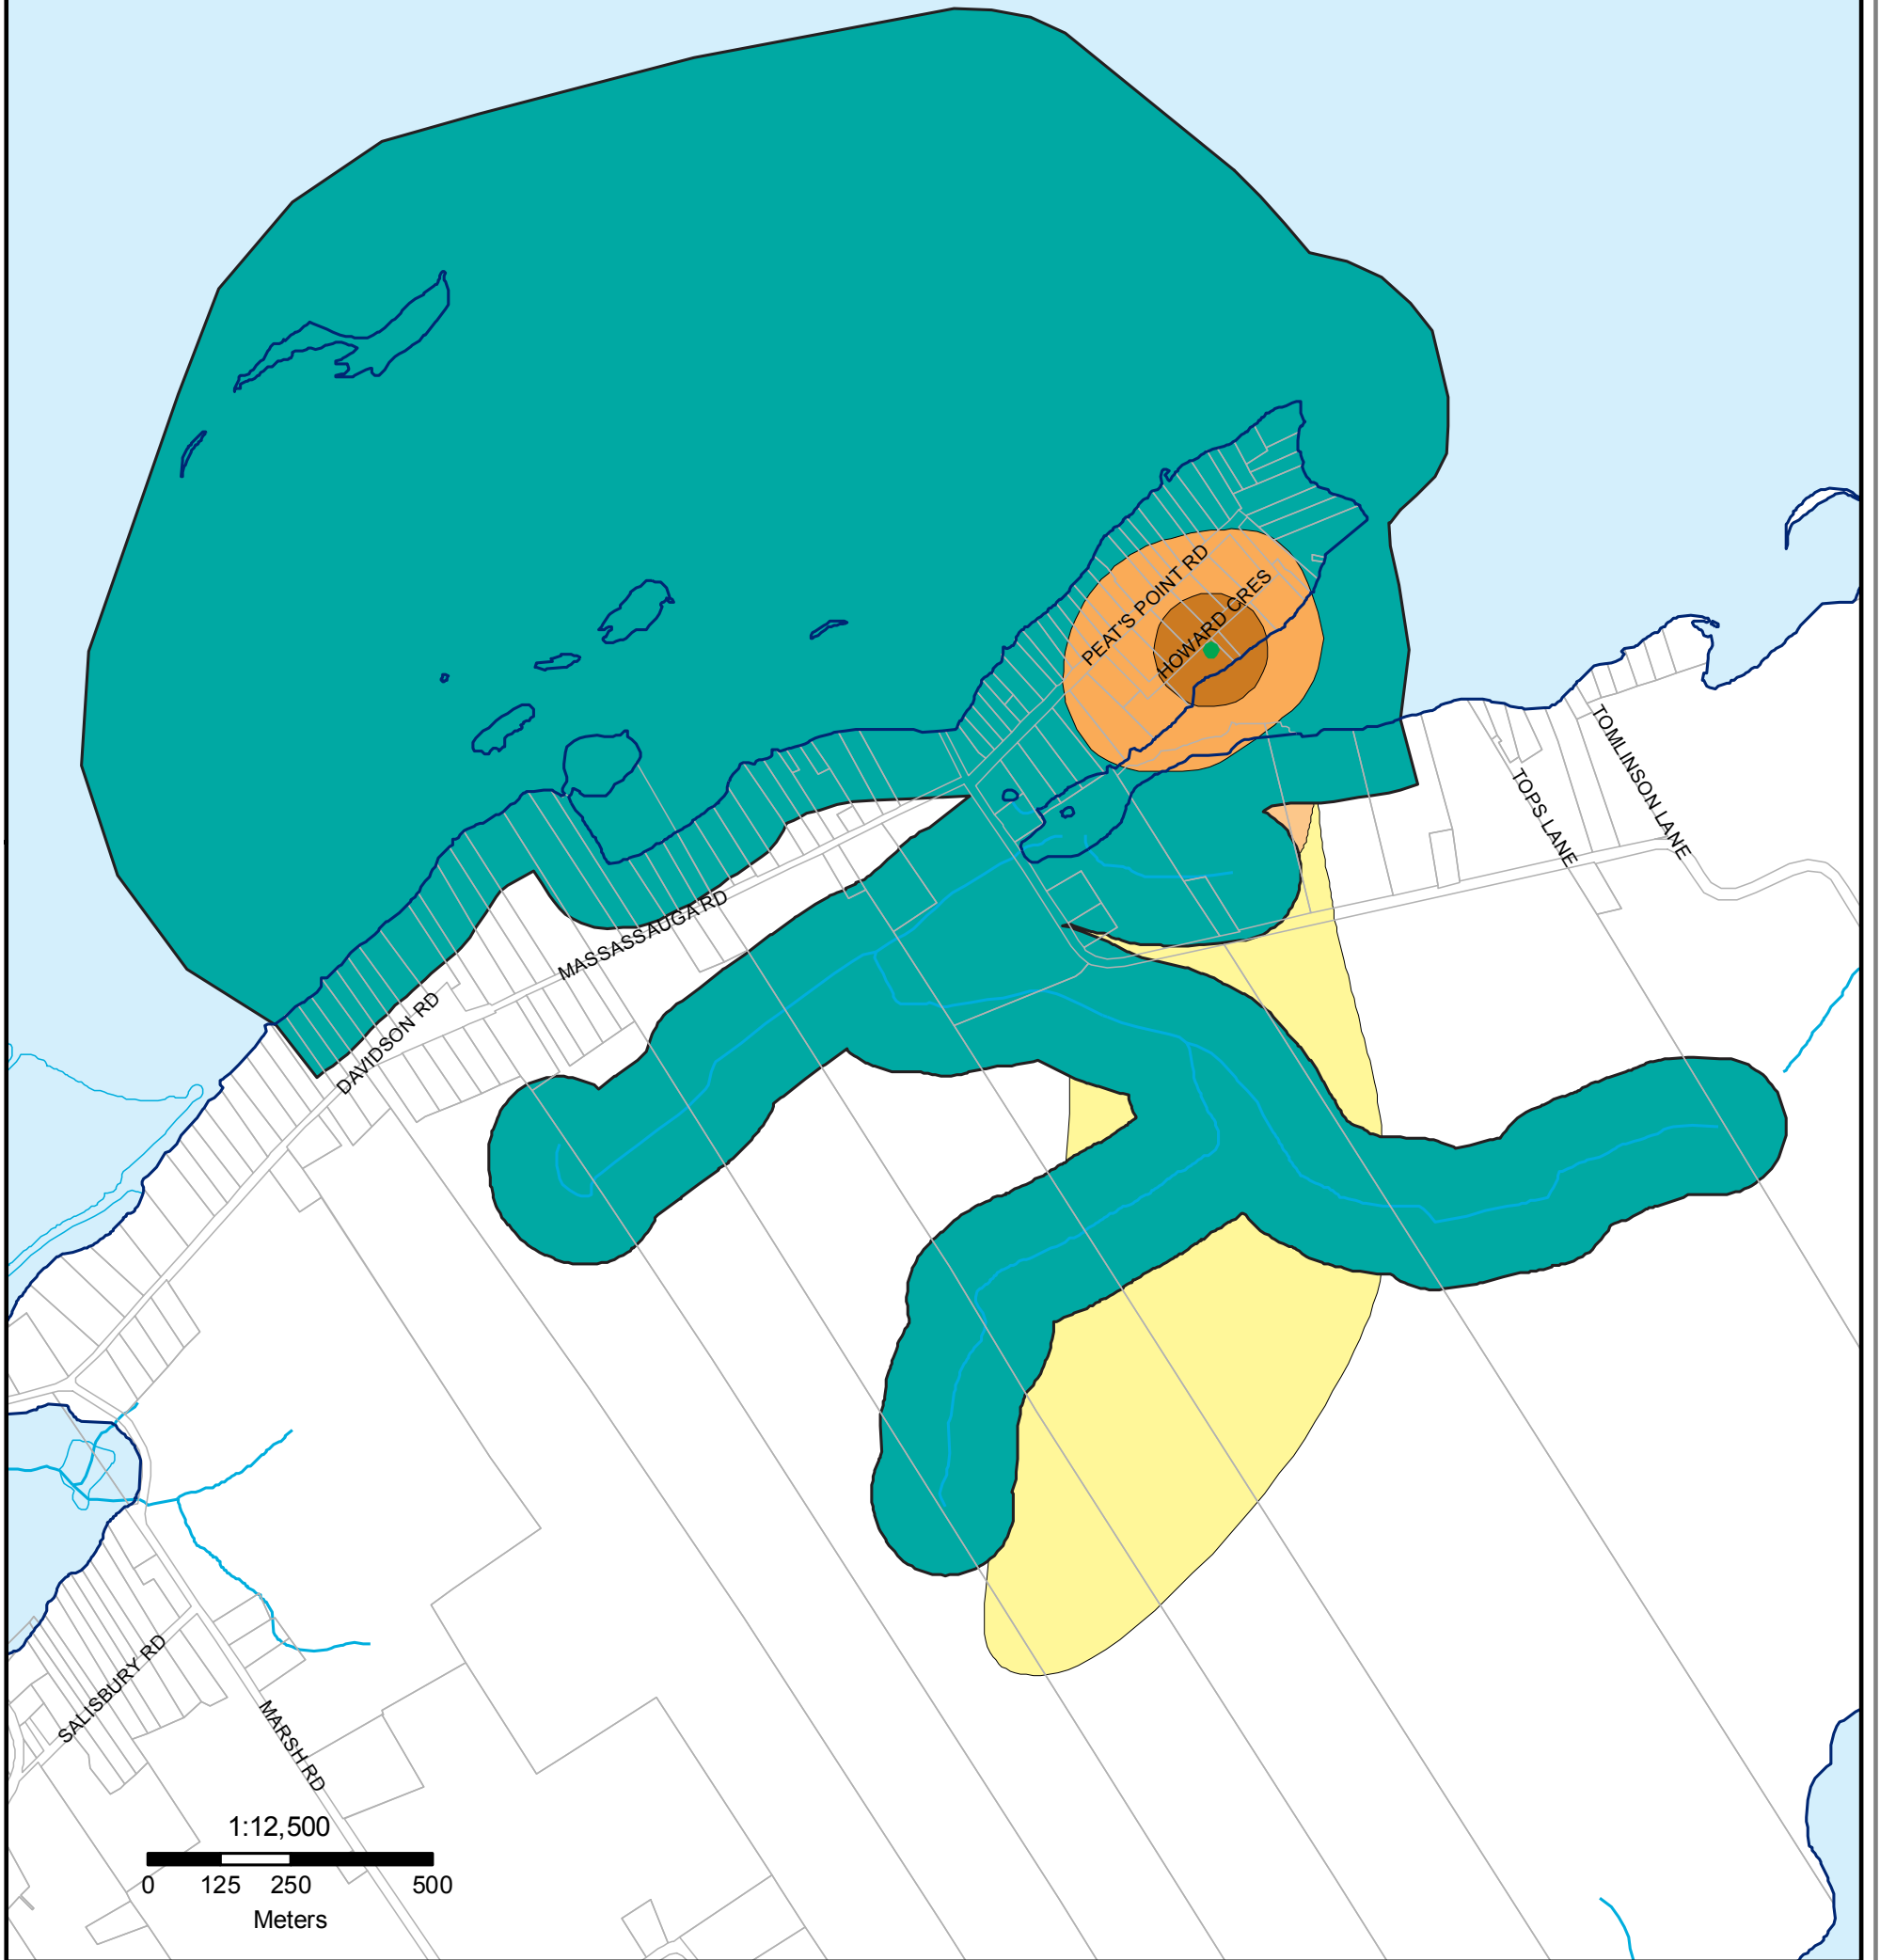 PEAT'S POINT RD
HOWARD CRES
TOMLINSON LANE
TOPS LANE
MASSASSAUGA RD
DAVIDSON RD
SALISBURY RD
MARSH RD
1:12,500
0 125 250 500
Meters